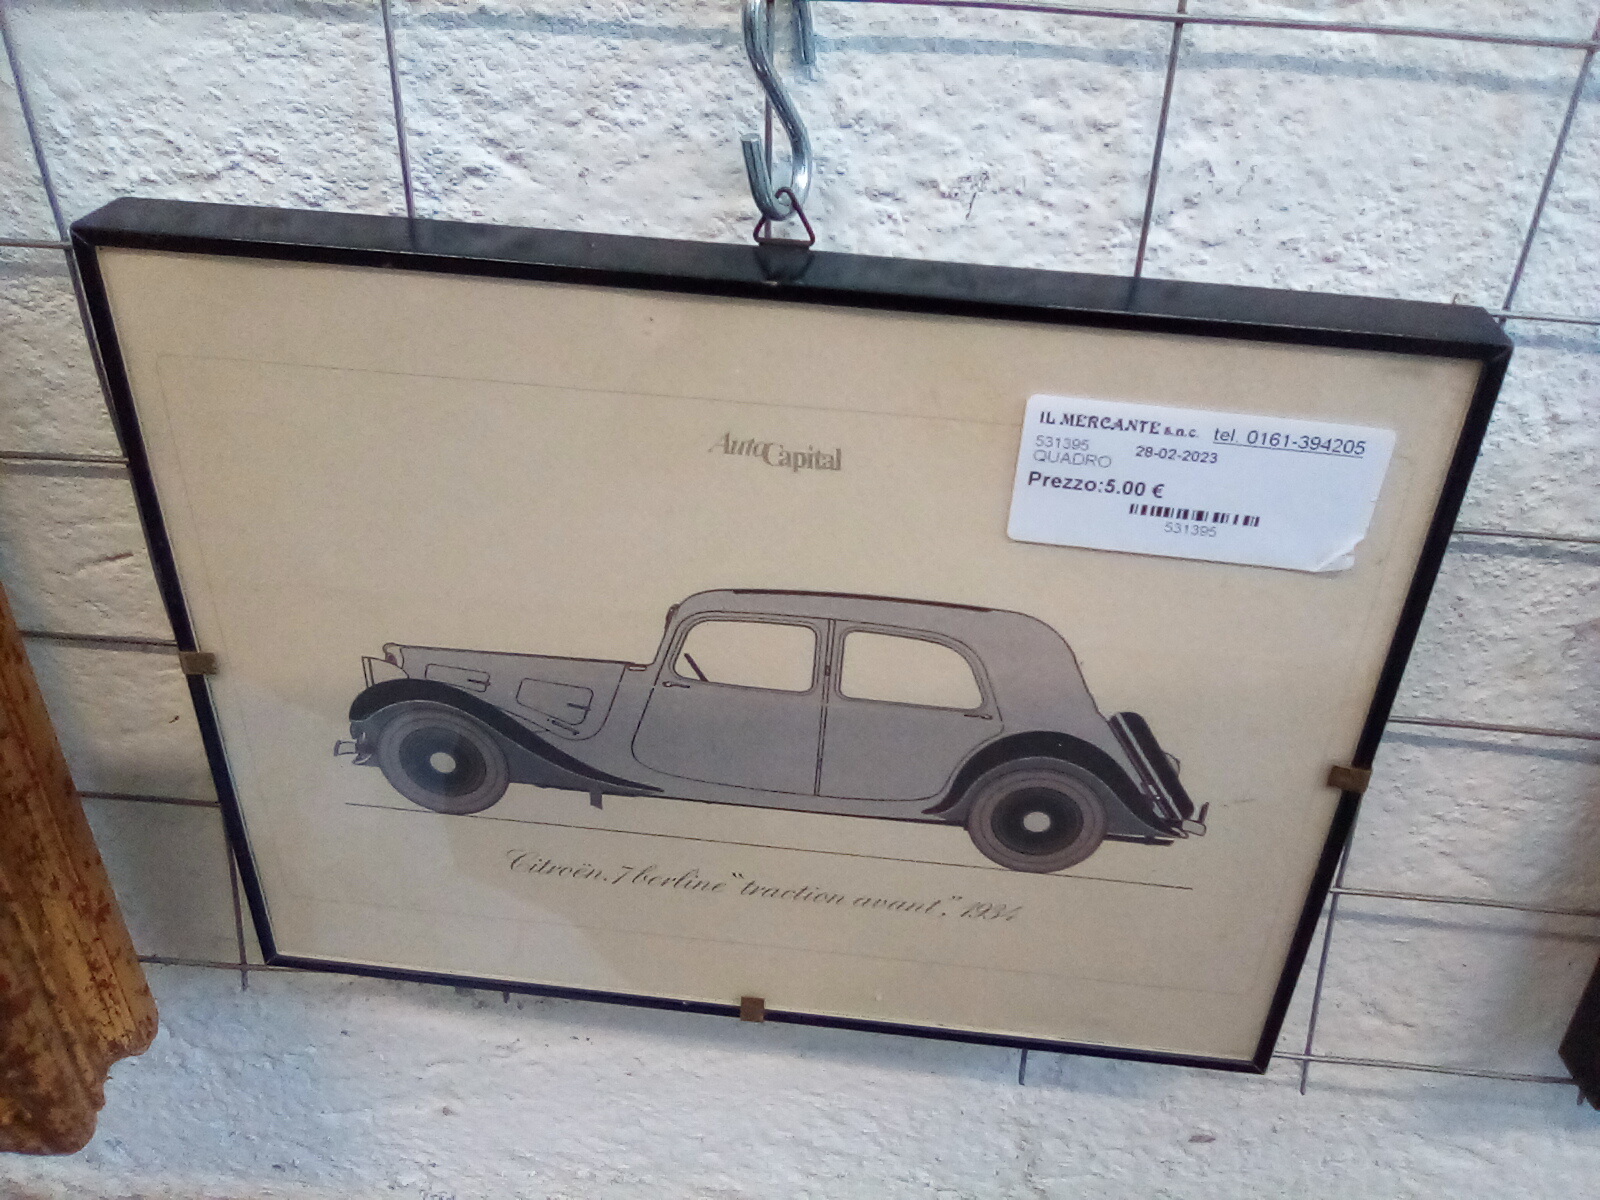 AutoCapital
IL MERCANTE s.n.c. tel. 0161-394205
531395 28-02-2023
QUADRO
Prezzo:5.00 €
531395
Citroën. 7 berline "traction avant", 1934